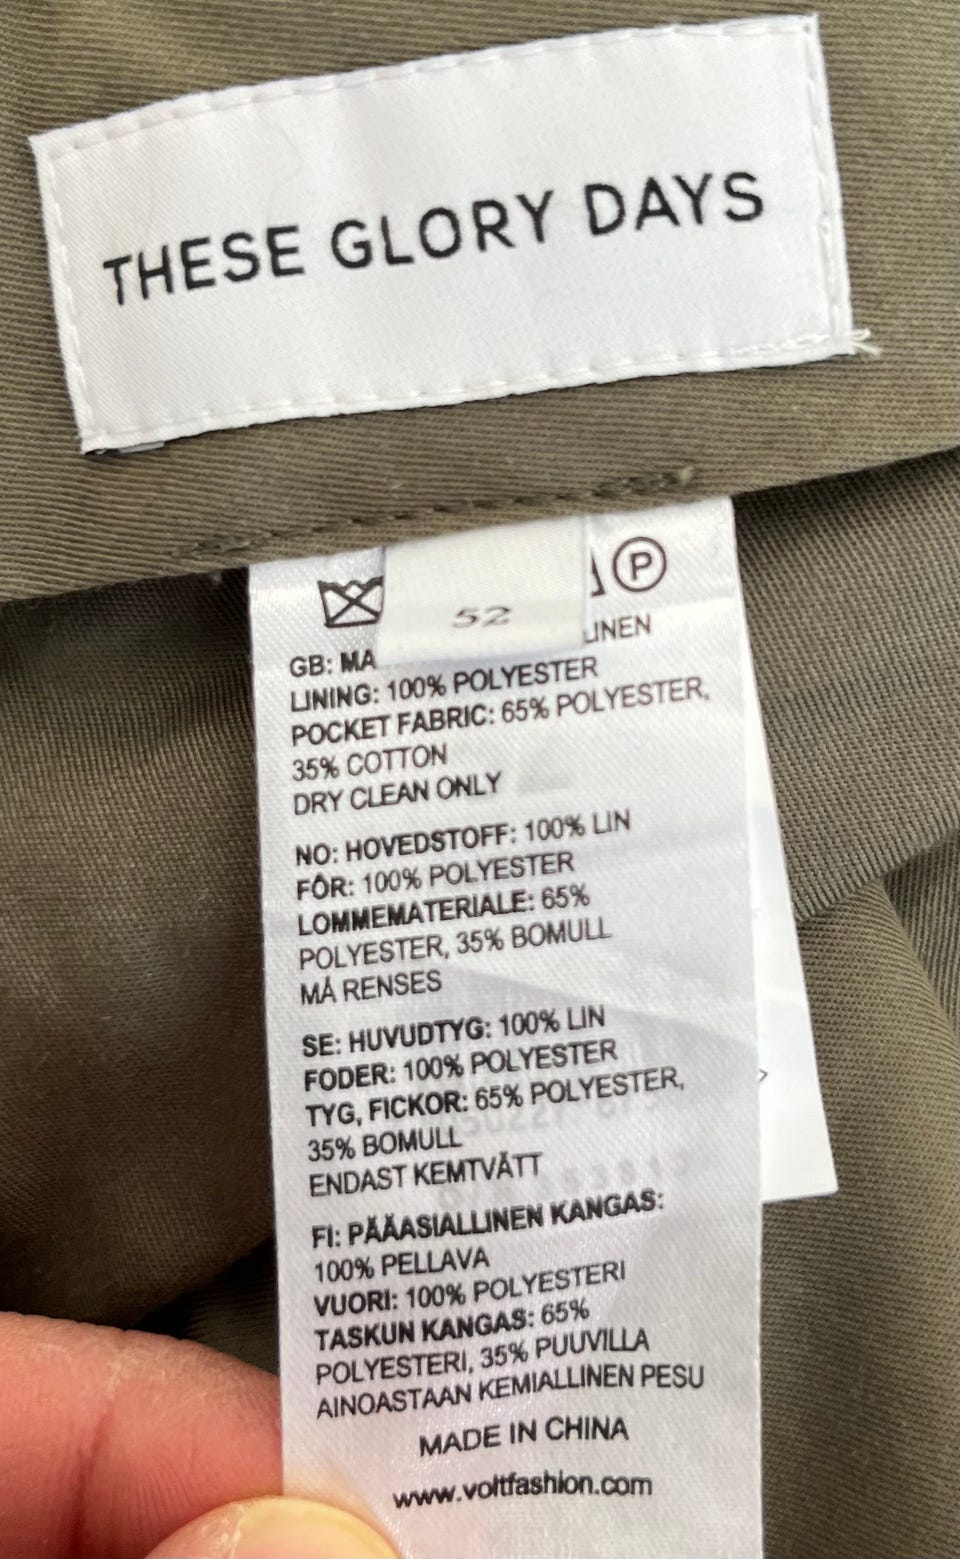 THESE GLORY DAYS
P
52
GB: MA
LINEN
LINING: 100% POLYESTER
POCKET FABRIC: 65% POLYESTER,
35% COTTON
DRY CLEAN ONLY
NO: HOVEDSTOFF: 100% LIN
FÔR: 100% POLYESTER
LOMMEMATERIALE: 65%
POLYESTER, 35% BOMULL
MÅ RENSES
SE: HUVUDTYG: 100% LIN
FODER: 100% POLYESTER
TYG, FICKOR: 65% POLYESTER,
35% BOMULL
ENDAST KEMTVÄTT
FI: PÄÄASIALLINEN KANGAS:
100% PELLAVA
VUORI: 100% POLYESTERI
TASKUN KANGAS: 65%
POLYESTERI, 35% PUUVILLA
AINOASTAAN KEMIALLINEN PESU
MADE IN CHINA
www.voltfashion.com